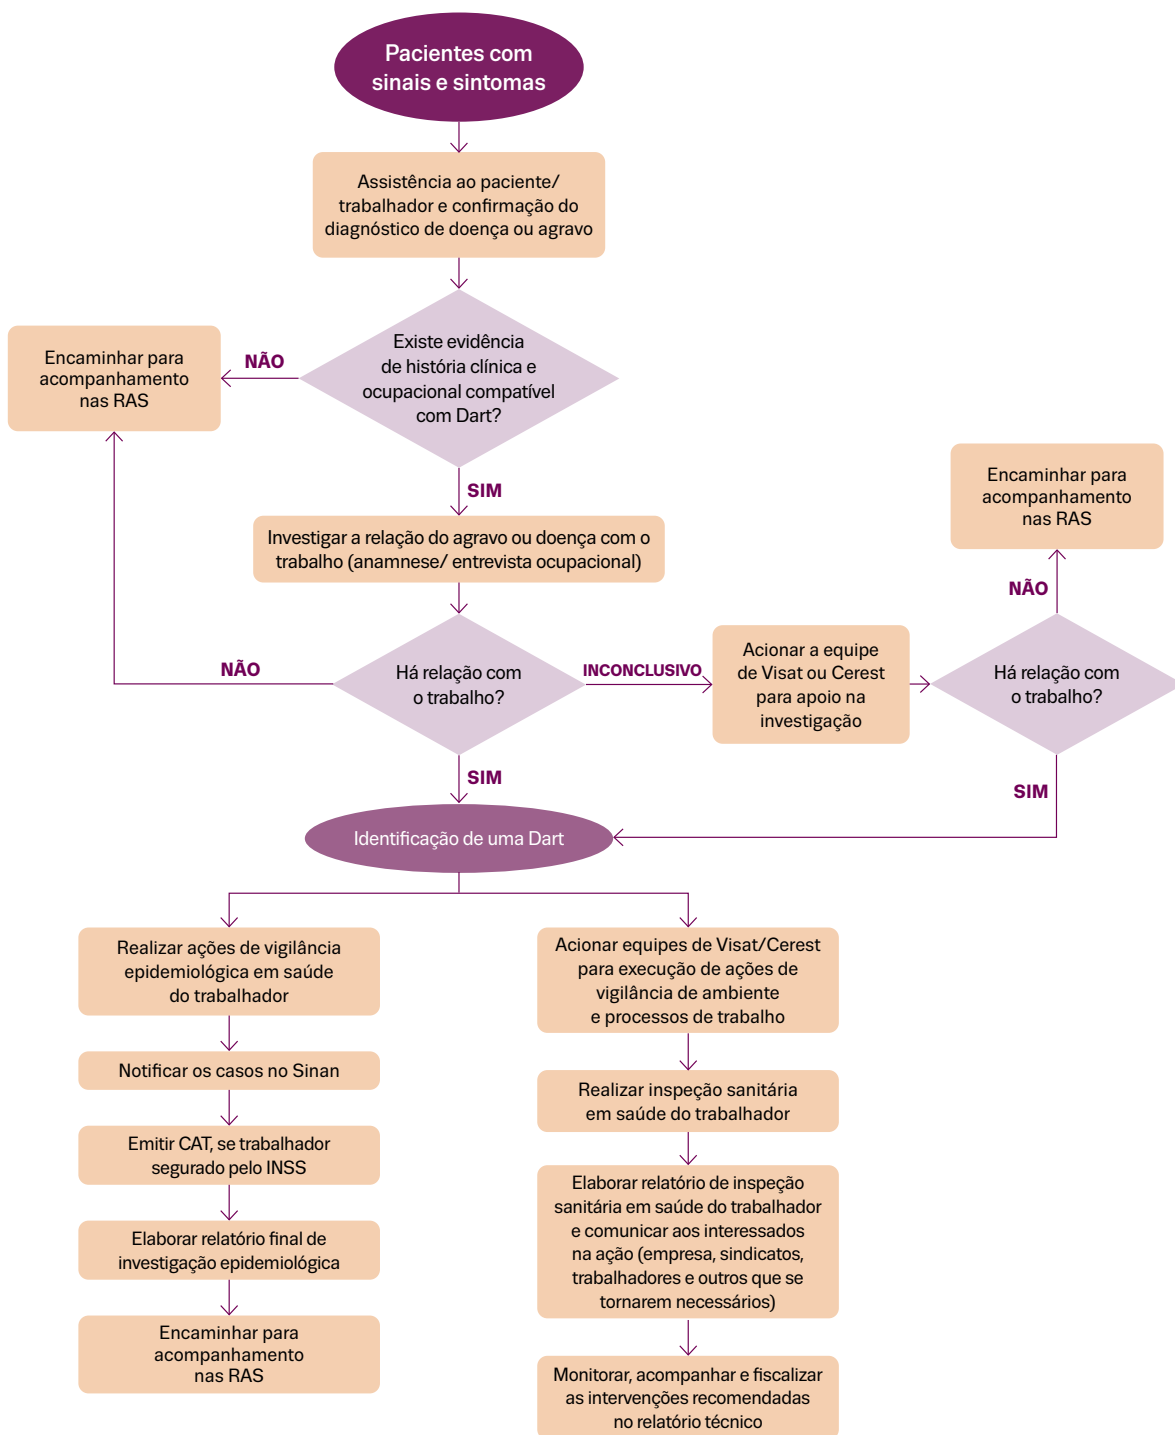 Pacientes com
sinais e sintomas
Assistência ao paciente/
trabalhador e confirmação do
diagnóstico de doença ou agravo
Existe evidência
de história clínica e
ocupacional compatível
com Dart?
NÃO
Encaminhar para
acompanhamento
nas RAS
SIM
Investigar a relação do agravo ou doença com o
trabalho (anamnese/ entrevista ocupacional)
Há relação com
o trabalho?
NÃO
INCONCLUSIVO
Acionar a equipe
de Visat ou Cerest
para apoio na
investigação
Há relação com
o trabalho?
NÃO
Encaminhar para
acompanhamento
nas RAS
SIM
SIM
Identificação de uma Dart
Realizar ações de vigilância
epidemiológica em saúde
do trabalhador
Notificar os casos no Sinan
Emitir CAT, se trabalhador
segurado pelo INSS
Elaborar relatório final de
investigação epidemiológica
Encaminhar para
acompanhamento
nas RAS
Acionar equipes de Visat/Cerest
para execução de ações de
vigilância de ambiente
e processos de trabalho
Realizar inspeção sanitária
em saúde do trabalhador
Elaborar relatório de inspeção
sanitária em saúde do trabalhador
e comunicar aos interessados
na ação (empresa, sindicatos,
trabalhadores e outros que se
tornarem necessários)
Monitorar, acompanhar e fiscalizar
as intervenções recomendadas
no relatório técnico